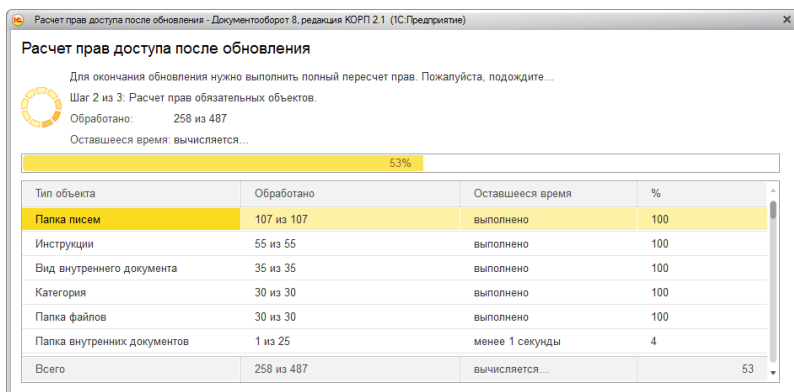 1С Расчет прав доступа после обновления - Документооборот 8, редакция КОРП 2.1 (1С:Предприятие)
Расчет прав доступа после обновления
Для окончания обновления нужно выполнить полный пересчет прав. Пожалуйста, подождите...
Шаг 2 из 3: Расчет прав обязательных объектов.
Обработано: 258 из 487
Оставшееся время: вычисляется...
53%
Тип объекта Обработано Оставшееся время %
Папка писем 107 из 107 выполнено 100
Инструкции 55 из 55 выполнено 100
Вид внутреннего документа 35 из 35 выполнено 100
Категория 30 из 30 выполнено 100
Папка файлов 30 из 30 выполнено 100
Папка внутренних документов 1 из 25 менее 1 секунды 4
Всего 258 из 487 вычисляется... 53